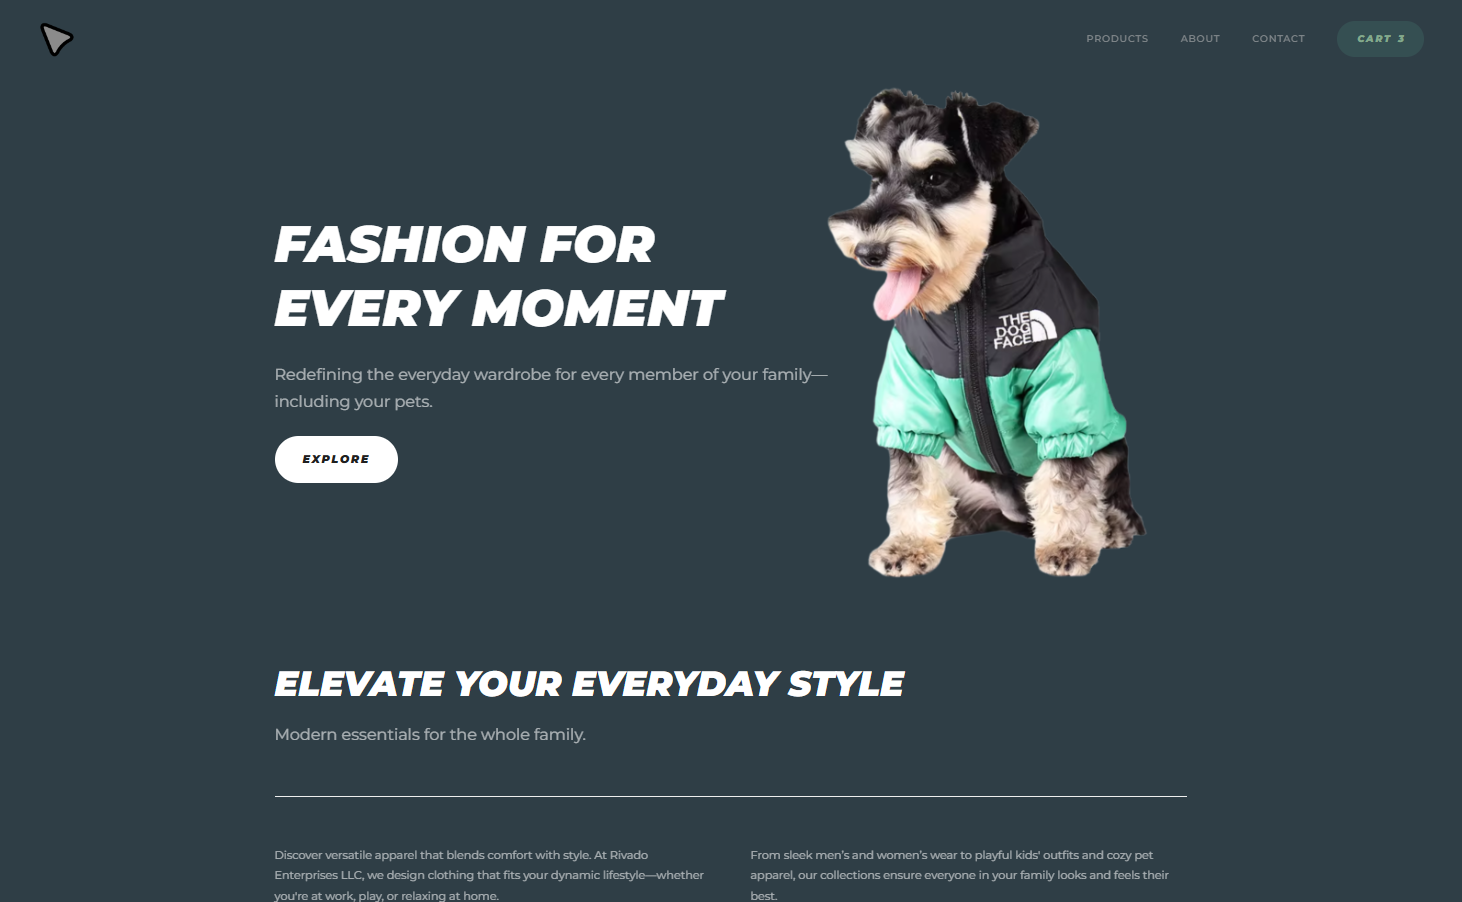 PRODUCTS ABOUT CONTACT CART 3
FASHION FOR
EVERY MOMENT
Redefining the everyday wardrobe for every member of your family—
including your pets.
EXPLORE
THE
DOG
FACE
ELEVATE YOUR EVERYDAY STYLE
Modern essentials for the whole family.
Discover versatile apparel that blends comfort with style. At Rivado
Enterprises LLC, we design clothing that fits your dynamic lifestyle—whether
you're at work, play, or relaxing at home.
From sleek men’s and women’s wear to playful kids' outfits and cozy pet
apparel, our collections ensure everyone in your family looks and feels their
best.